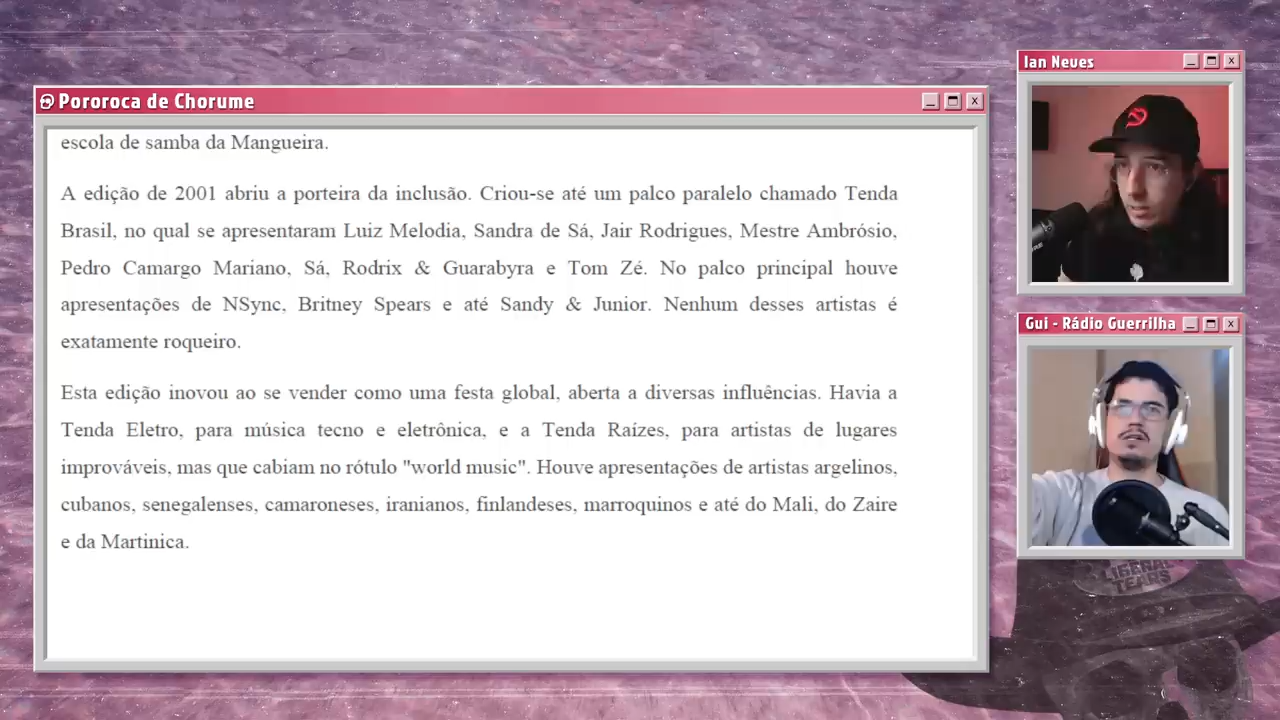 Ian Neves
Pororoca de Chorume
escola de samba da Mangueira.
A edição de 2001 abriu a porteira da inclusão. Criou-se até um palco paralelo chamado Tenda
Brasil, no qual se apresentaram Luiz Melodia, Sandra de Sá, Jair Rodrigues, Mestre Ambrósio,
Pedro Camargo Mariano, Sá, Rodrix & Guarabyra e Tom Zé. No palco principal houve
apresentações de NSync, Britney Spears e até Sandy & Junior. Nenhum desses artistas é
exatamente roqueiro.
Esta edição inovou ao se vender como uma festa global, aberta a diversas influências. Havia a
Tenda Eletro, para música tecno e eletrônica, e a Tenda Raízes, para artistas de lugares
improváveis, mas que cabiam no rótulo "world music". Houve apresentações de artistas argelinos,
cubanos, senegalenses, camaroneses, iranianos, finlandeses, marroquinos e até do Mali, do Zaire
e da Martinica.
Gui - Rádio Guerrilha
LIBERAL
TEARS